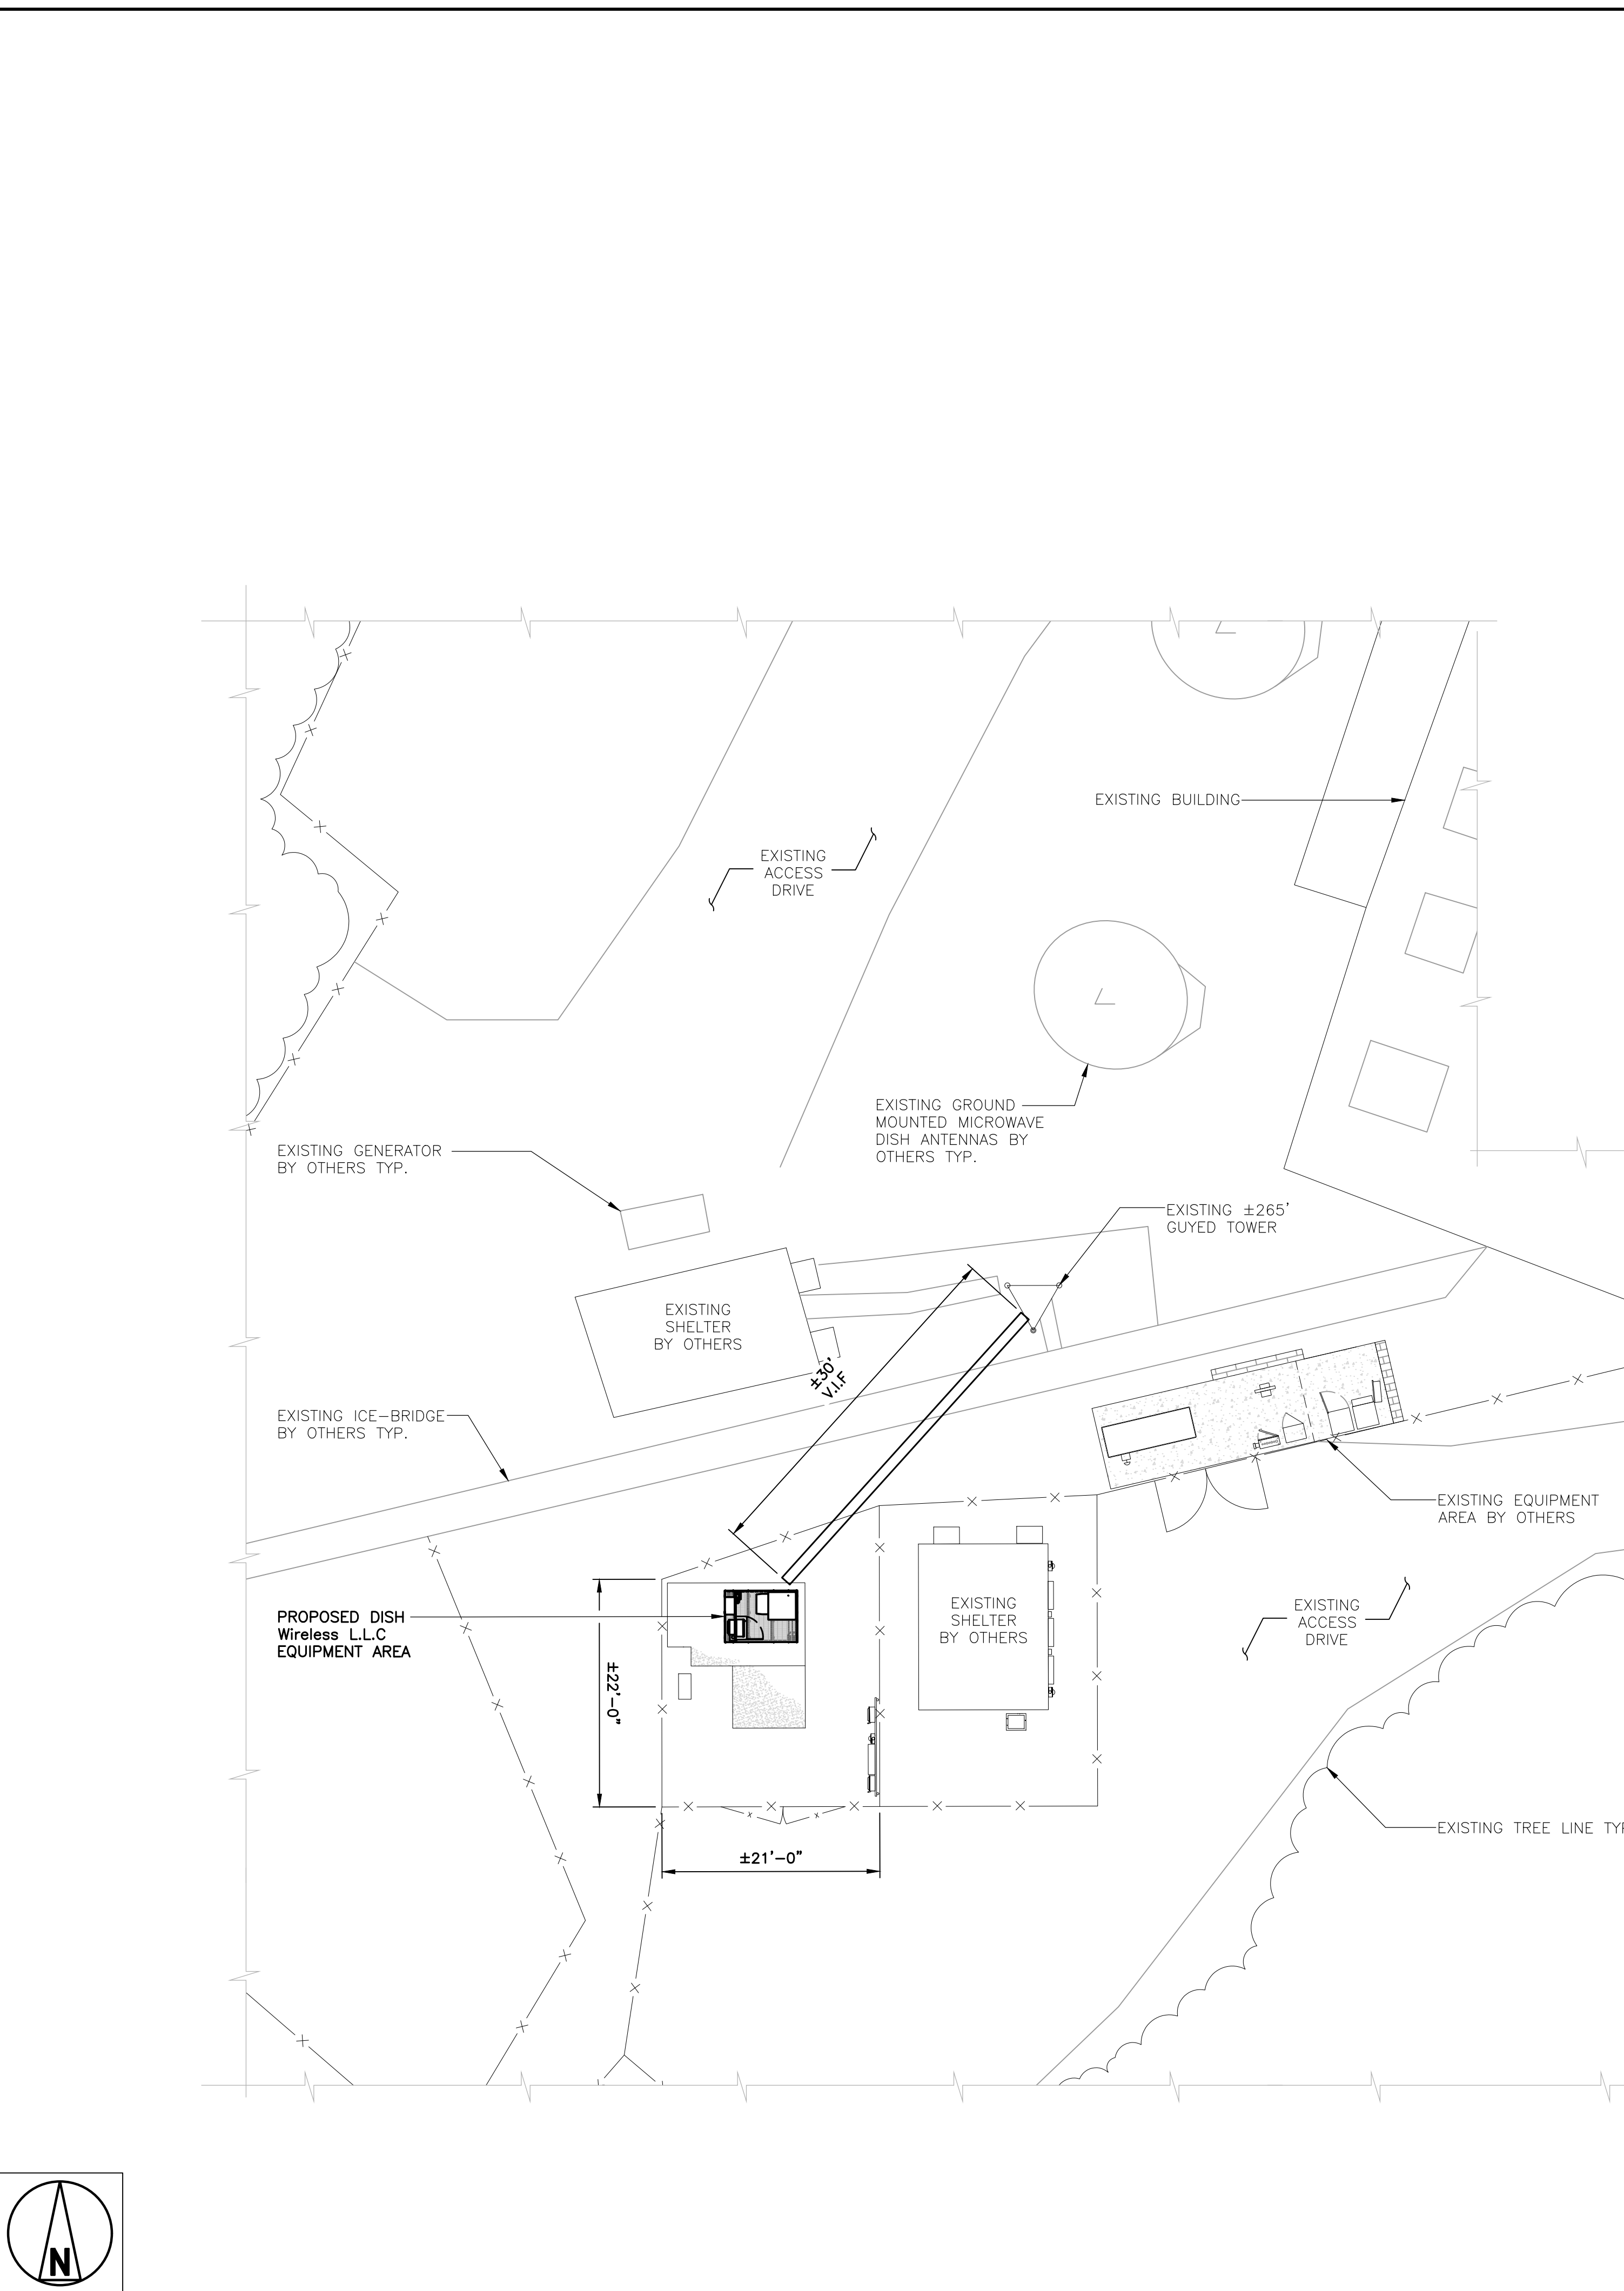 EXISTING BUILDING
EXISTING
ACCESS
DRIVE
EXISTING GROUND
MOUNTED MICROWAVE
DISH ANTENNAS BY
OTHERS TYP.
EXISTING GENERATOR
BY OTHERS TYP.
EXISTING ±265'
GUYED TOWER
EXISTING
SHELTER
BY OTHERS
±30'
V.I.F
EXISTING ICE-BRIDGE
BY OTHERS TYP.
EXISTING EQUIPMENT
AREA BY OTHERS
PROPOSED DISH
Wireless L.L.C
EQUIPMENT AREA
EXISTING
SHELTER
BY OTHERS
EXISTING
ACCESS
DRIVE
±22'-0"
EXISTING TREE LINE
±21'-0"
N